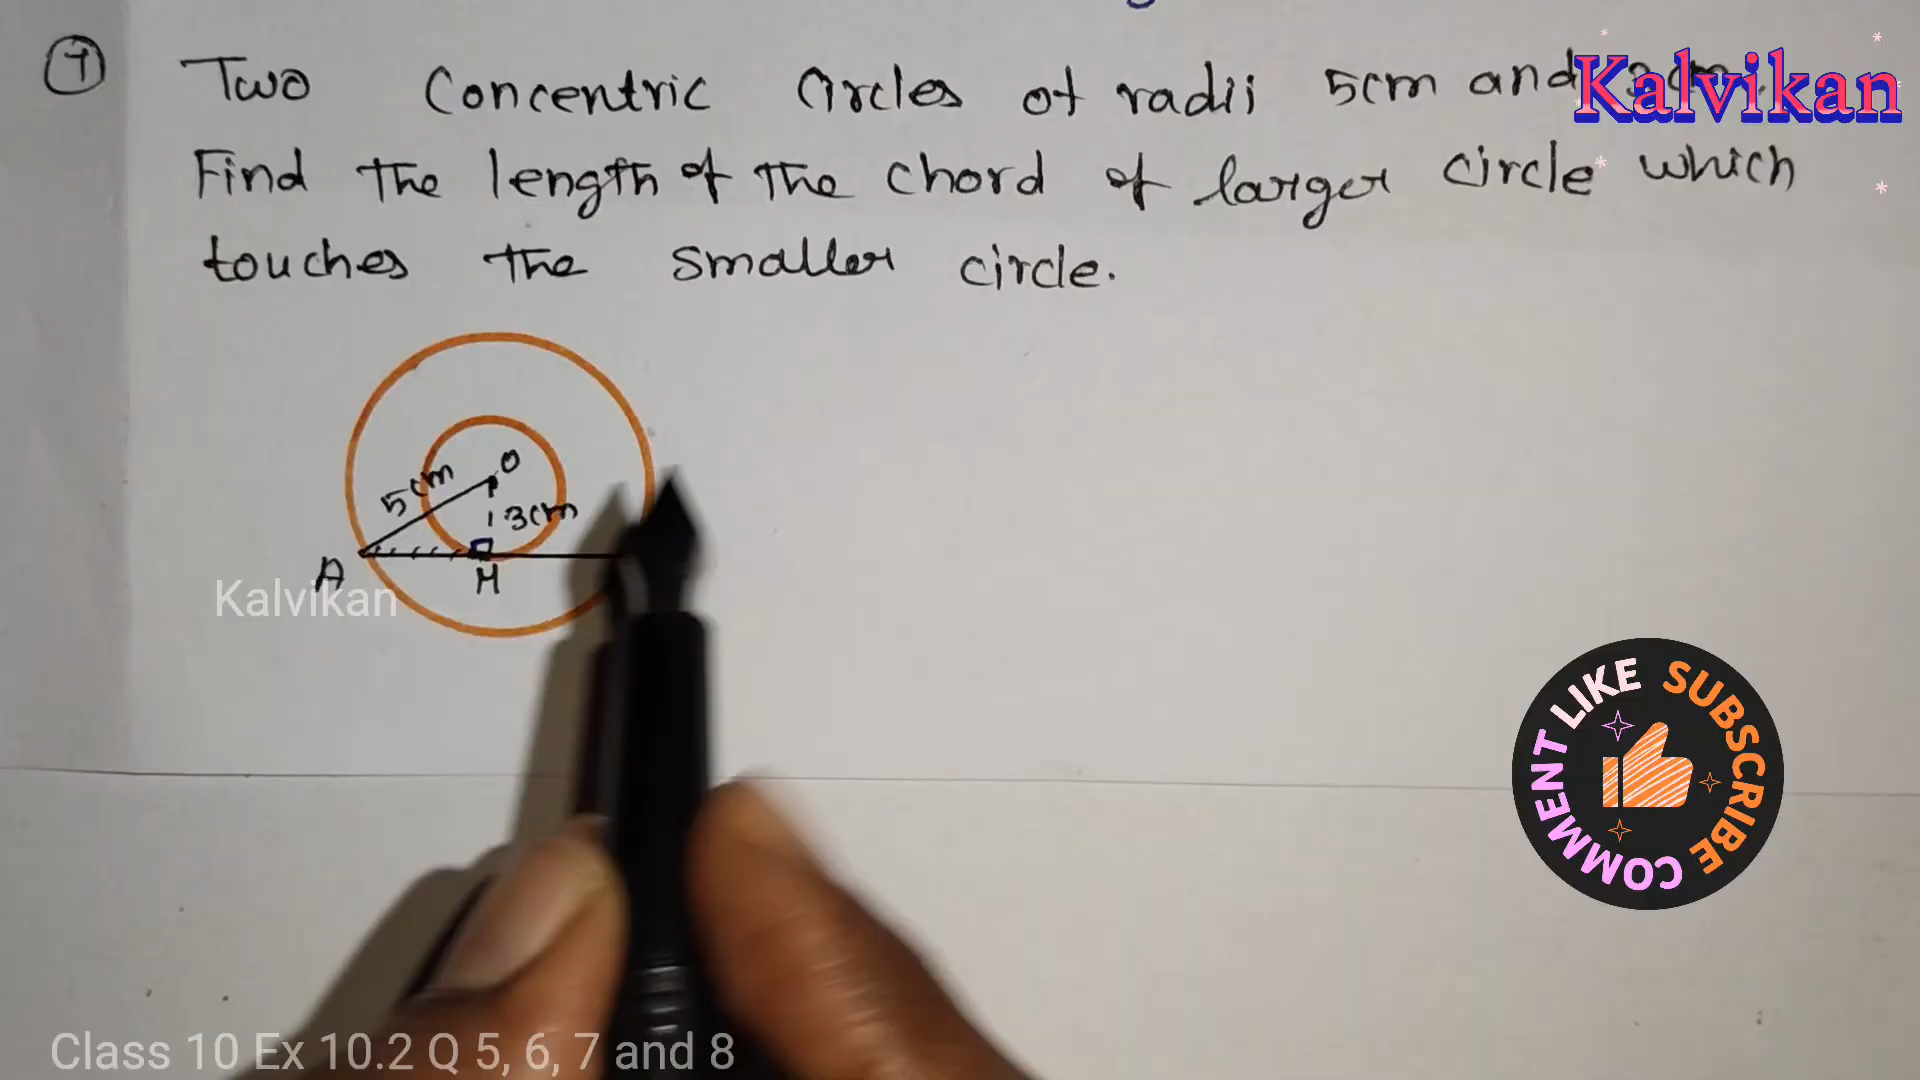 7 Two Concentric Circles of radii 5cm and
Kalvikan
Find the length of the chord of larger circle which
touches the smaller circle.
O
5cm
3cm
A
M
Kalvikan
LIKE SUBSCRIBE COMMENT
Class 10 Ex 10.2 Q 5, 6, 7 and 8